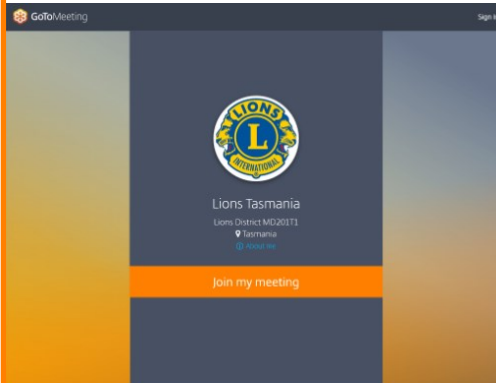 GoToMeeting
Sign In
LIONS
L
INTERNATIONAL
Lions Tasmania
Lions District MD201T1
Tasmania
About me
Join my meeting